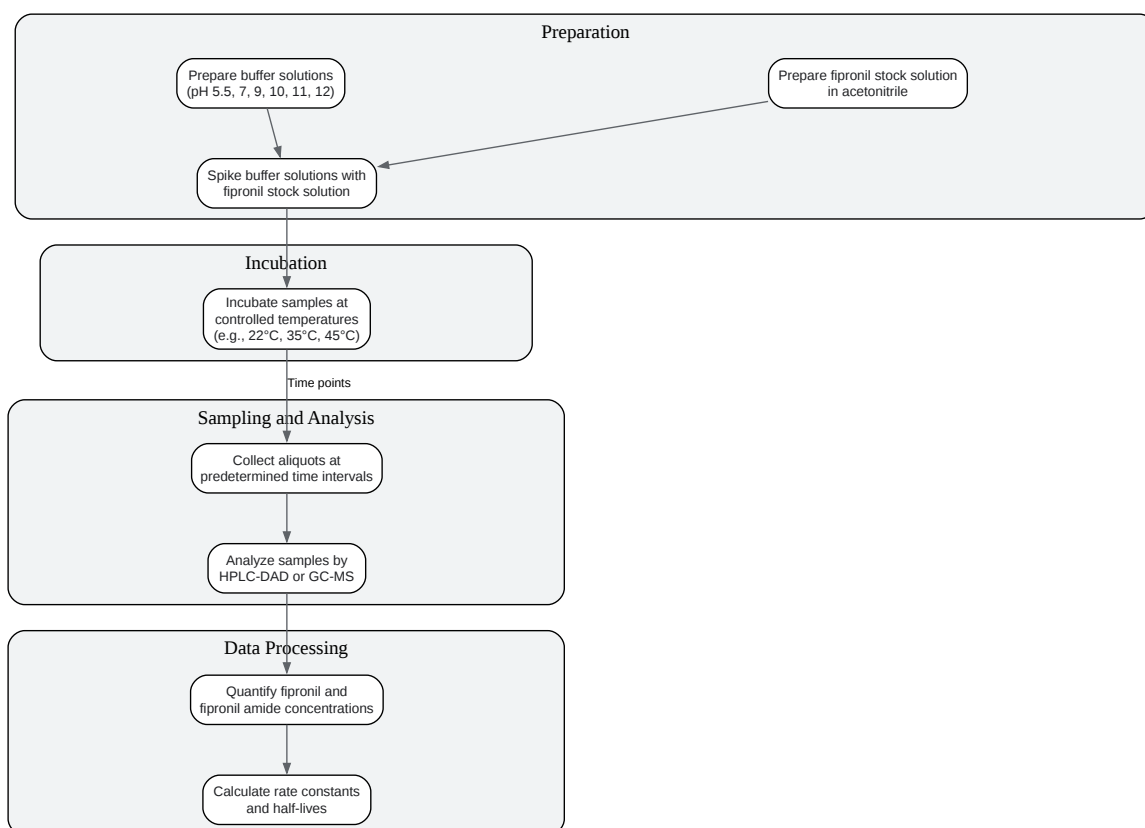 Preparation
Prepare buffer solutions
(pH 5.5, 7, 9, 10, 11, 12)
Prepare fipronil stock solution
in acetonitrile
Spike buffer solutions with
fipronil stock solution
Incubation
Incubate samples at
controlled temperatures
(e.g., 22°C, 35°C, 45°C)
Time points
Sampling and Analysis
Collect aliquots at
predetermined time intervals
Analyze samples by
HPLC-DAD or GC-MS
Data Processing
Quantify fipronil and
fipronil amide concentrations
Calculate rate constants
and half-lives